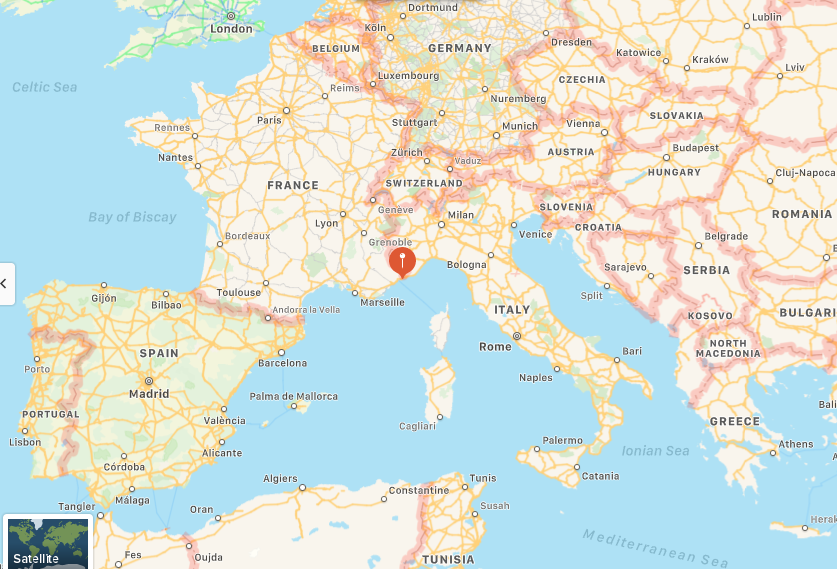 Dortmund
Lublin
London
Köln
Dresden
BELGIUM
GERMANY
Katowice
Kraków
Lviv
Celtic Sea
Luxembourg
CZECHIA
Reims
Nuremberg
Paris
Stuttgart
SLOVAKIA
Rennes
Munich
Vienna
Zürich
Vaduz
AUSTRIA
Budapest
Nantes
HUNGARY
Cluj-Napoca
FRANCE
SWITZERLAND
Genève
SLOVENIA
ROMANIA
Bay of Biscay
Lyon
Milan
CROATIA
Bordeaux
Grenoble
Venice
Belgrade
Bologna
Sarajevo
SERBIA
Toulouse
Gijón
Bilbao
Marseille
Split
Andorra la Vella
ITALY
KOSOVO
BULGARI
SPAIN
Rome
NORTH
MACEDONIA
Barcelona
Bari
Porto
Madrid
Naples
Palma de Mallorca
PORTUGAL
València
Cagliari
GREECE
Bali
Lisbon
Alicante
Palermo
Ionian Sea
Athens
Córdoba
Catania
Algiers
Tunis
Málaga
Constantine
Tangier
Oran
Susah
Herak
Mediterranean Sea
Fes
Oujda
TUNISIA
Satellite